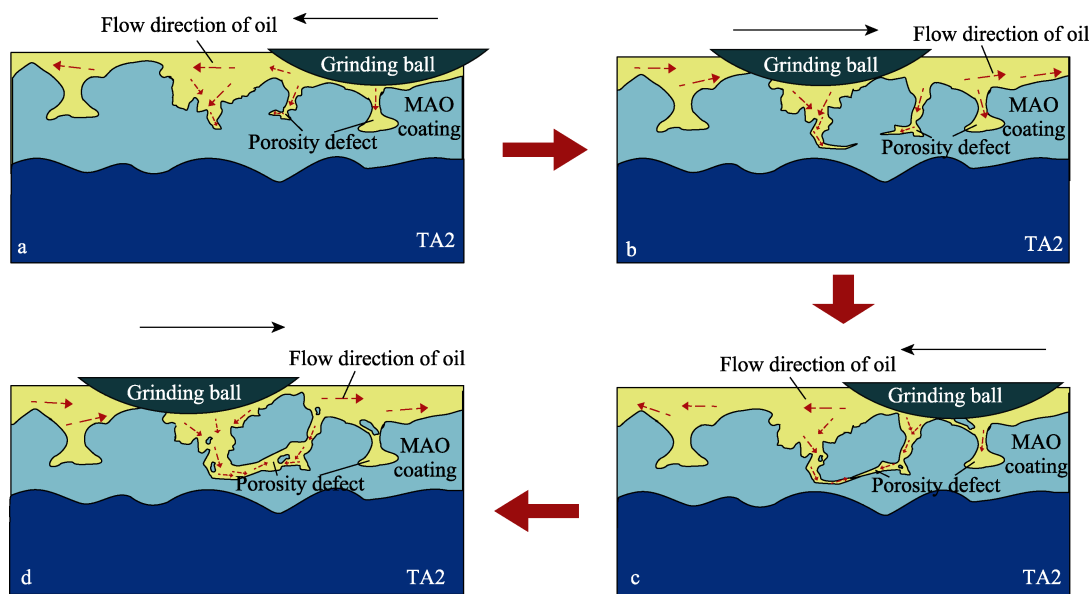 Flow direction of oil
Grinding ball
MAO
coating
Porosity defect
TA2
a
Flow direction of oil
Grinding ball
MAO
coating
Porosity defect
TA2
b
Flow direction of oil
Grinding ball
MAO
coating
Porosity defect
TA2
d
Flow direction of oil
Grinding ball
MAO
coating
Porosity defect
TA2
c